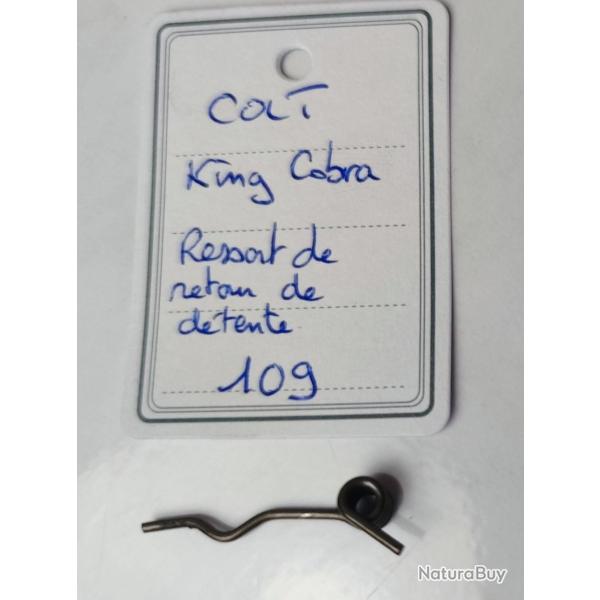 COLT
King Cobra
Ressort de
retour de
détente
109
NaturaBuy